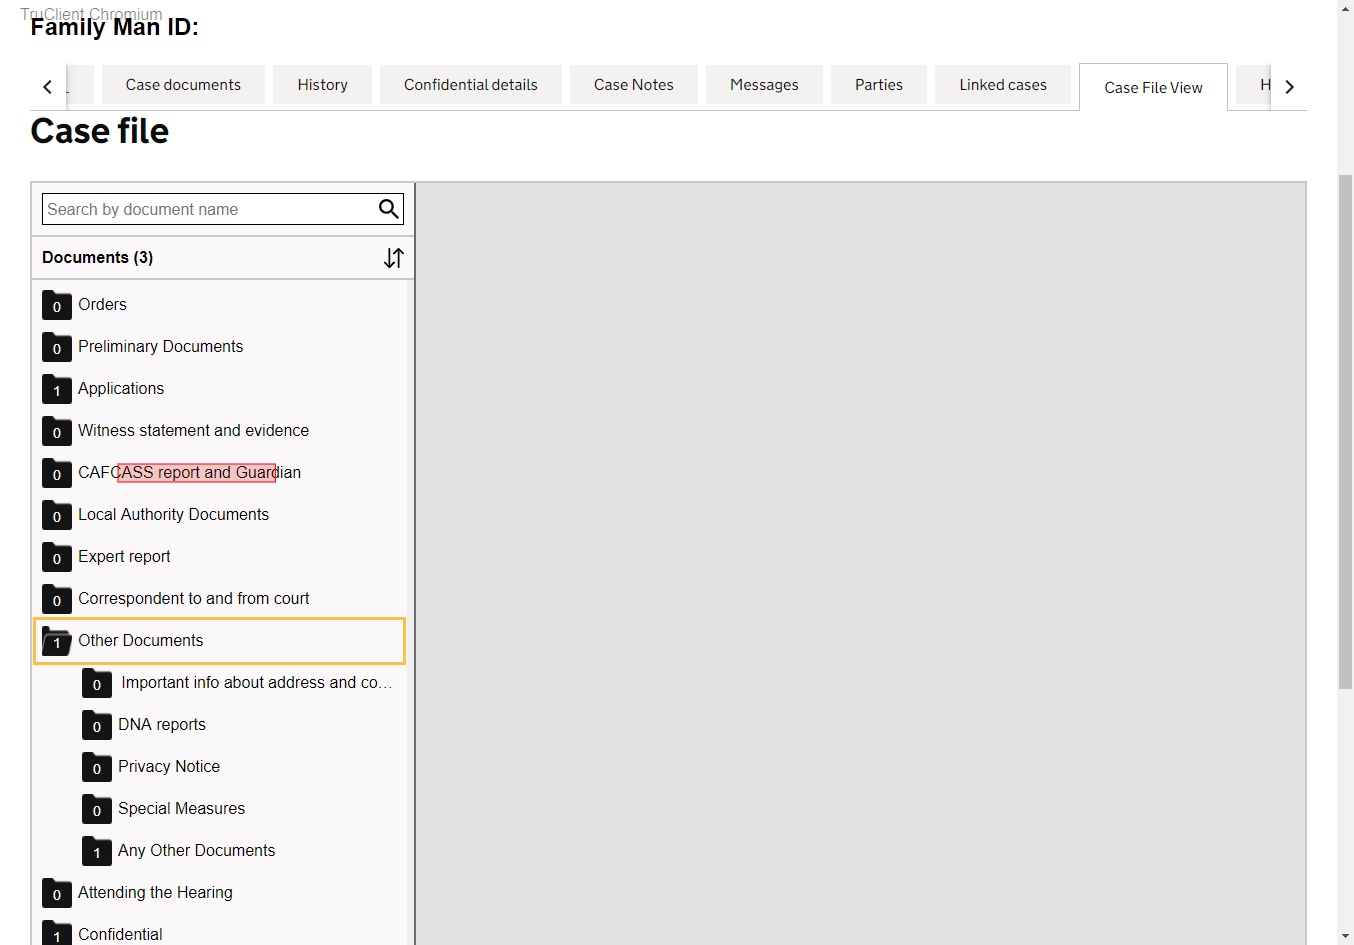 TruClient Chromium
Family Man ID:
Case documents
History
Confidential details
Case Notes
Messages
Parties
Linked cases
Case File View
H
Case file
Search by document name
Documents (3)
0 Orders
0 Preliminary Documents
1 Applications
0 Witness statement and evidence
0 CAFCASS report and Guardian
0 Local Authority Documents
0 Expert report
0 Correspondent to and from court
1 Other Documents
0 Important info about address and co...
0 DNA reports
0 Privacy Notice
0 Special Measures
1 Any Other Documents
0 Attending the Hearing
1 Confidential